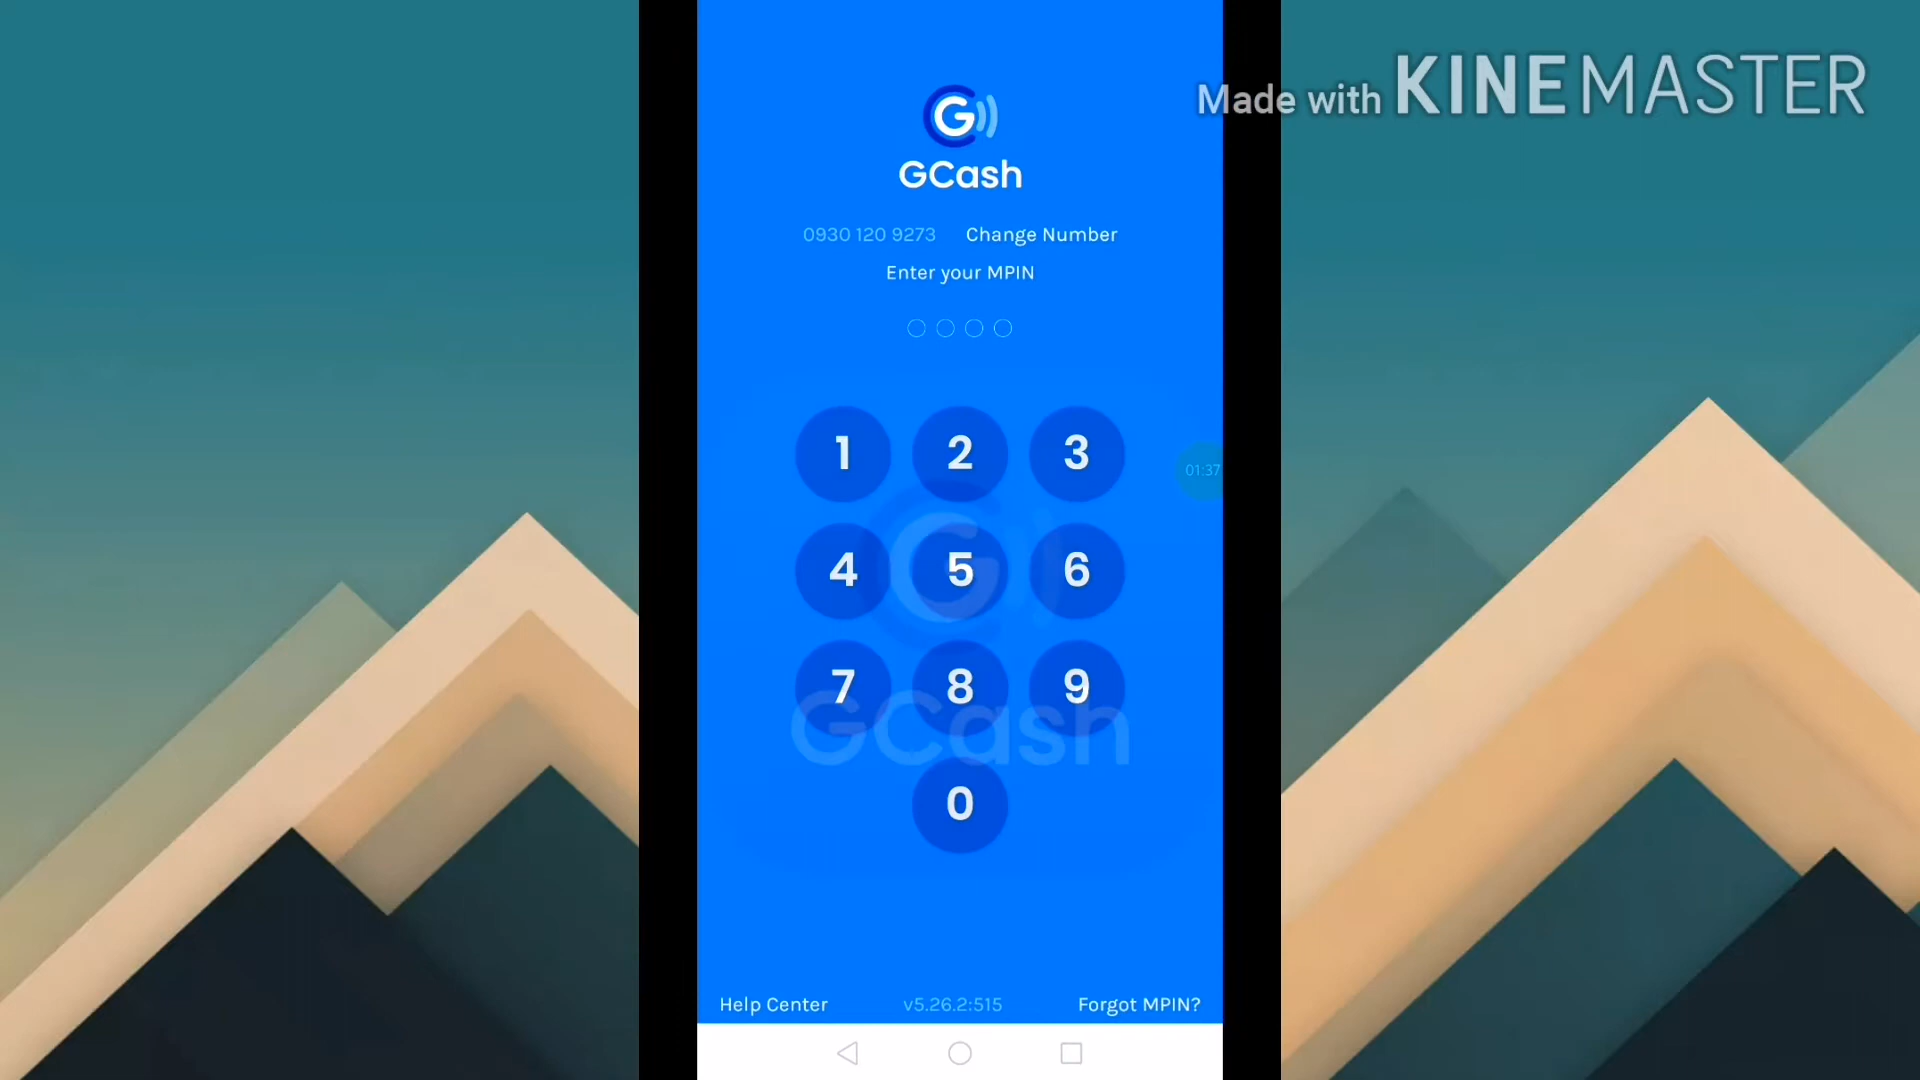 Made with KINEMASTER
G
GCash
0930 120 9273 Change Number
Enter your MPIN
1 2 3
01:37
4 5 6
7 8 9
GCash
0
Help Center v5.26.2:515 Forgot MPIN?